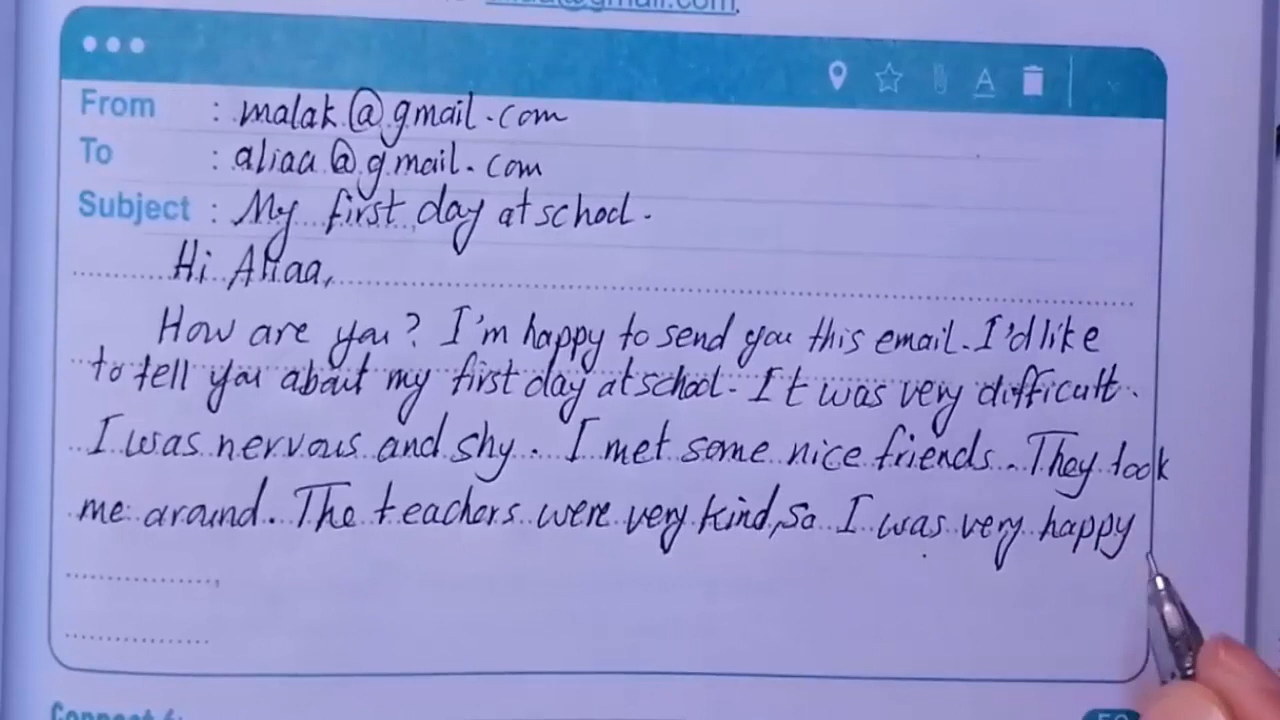 @gmail.com.
From : malak@gmail.com
To : aliaa@gmail.com
Subject : My first day at school.
Hi Aliaa,
How are you? I'm happy to send you this email. I'd like
to tell you about my first day at school. It was very difficult.
I was nervous and shy. I met some nice friends. They took
me around. The teachers were very kind, so I was very happy
Connect